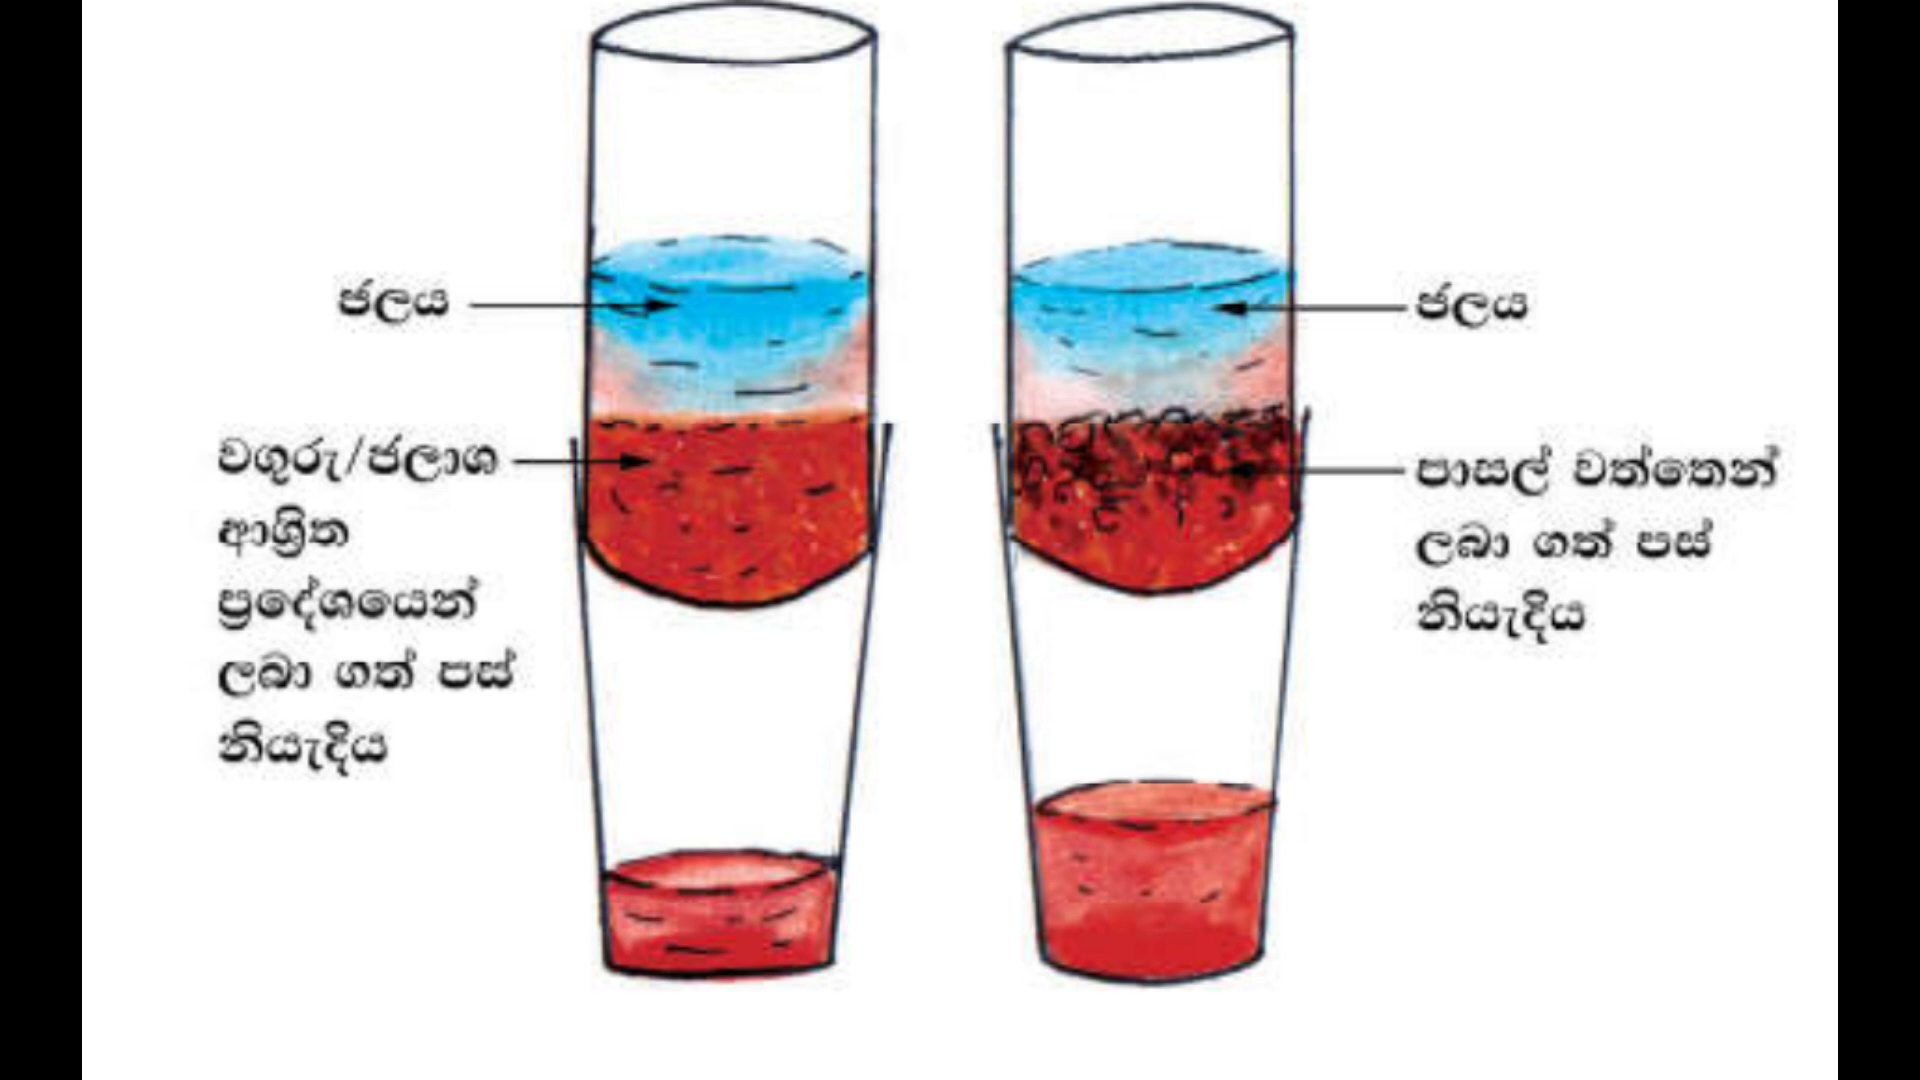 ජලය
වගුරු/ජලාශ
ආශ්‍රිත
ප්‍රදේශයෙන්
ලබා ගත් පස්
නියැදිය
ජලය
පාසල් වත්තෙන්
ලබා ගත් පස්
නියැදිය